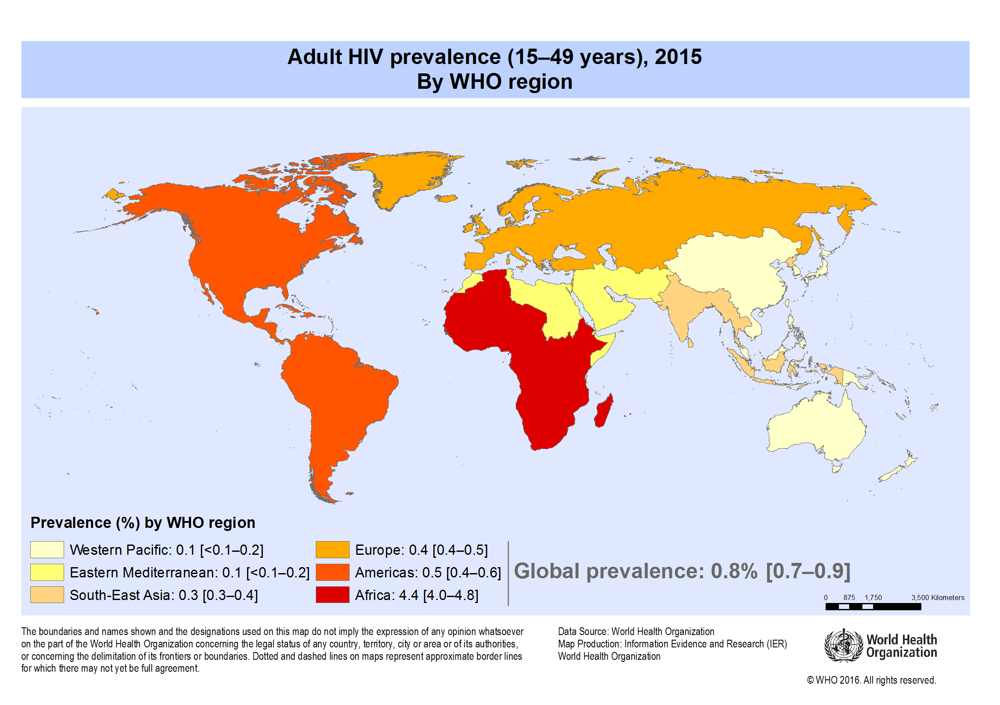 Adult HIV prevalence (15–49 years), 2015
By WHO region
Prevalence (%) by WHO region
Western Pacific: 0.1 [<0.1–0.2]
Eastern Mediterranean: 0.1 [<0.1–0.2]
South-East Asia: 0.3 [0.3–0.4]
Europe: 0.4 [0.4–0.5]
Americas: 0.5 [0.4–0.6]
Africa: 4.4 [4.0–4.8]
Global prevalence: 0.8% [0.7–0.9]
0 875 1,750 3,500 Kilometers
The boundaries and names shown and the designations used on this map do not imply the expression of any opinion whatsoever
on the part of the World Health Organization concerning the legal status of any country, territory, city or area or of its authorities,
or concerning the delimitation of its frontiers or boundaries. Dotted and dashed lines on maps represent approximate border lines
for which there may not yet be full agreement.
Data Source: World Health Organization
Map Production: Information Evidence and Research (IER)
World Health Organization
World Health
Organization
© WHO 2016. All rights reserved.